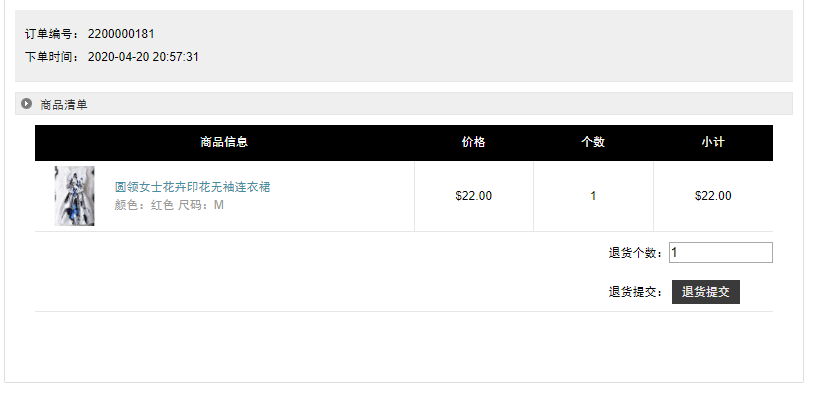 订单编号： 2200000181
下单时间： 2020-04-20 20:57:31
商品清单
商品信息 价格 个数 小计
圆领女士花卉印花无袖连衣裙
颜色：红色 尺码：M
$22.00 1 $22.00
退货个数：1
退货提交： 退货提交